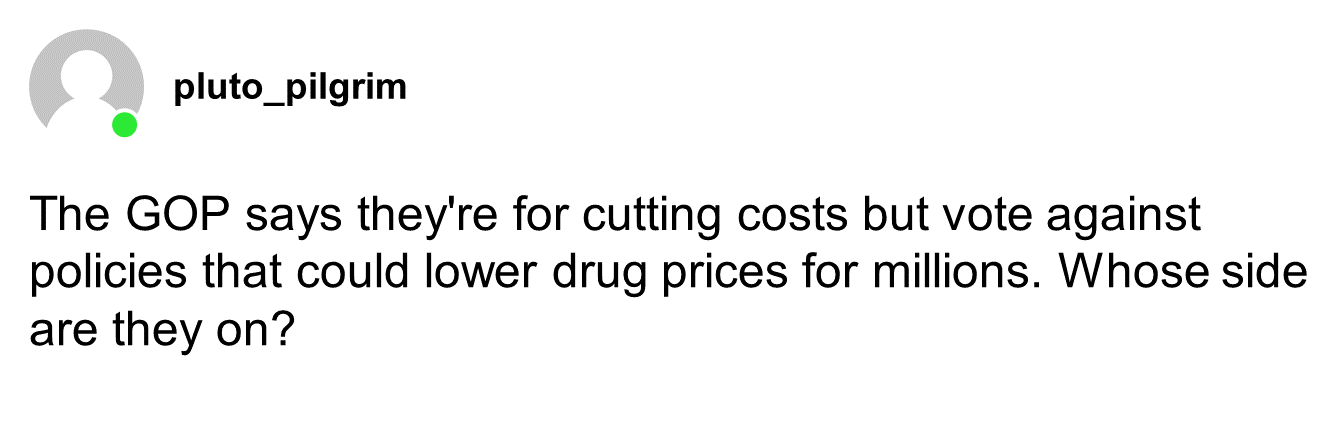 pluto_pilgrim
The GOP says they're for cutting costs but vote against
policies that could lower drug prices for millions. Whose side
are they on?